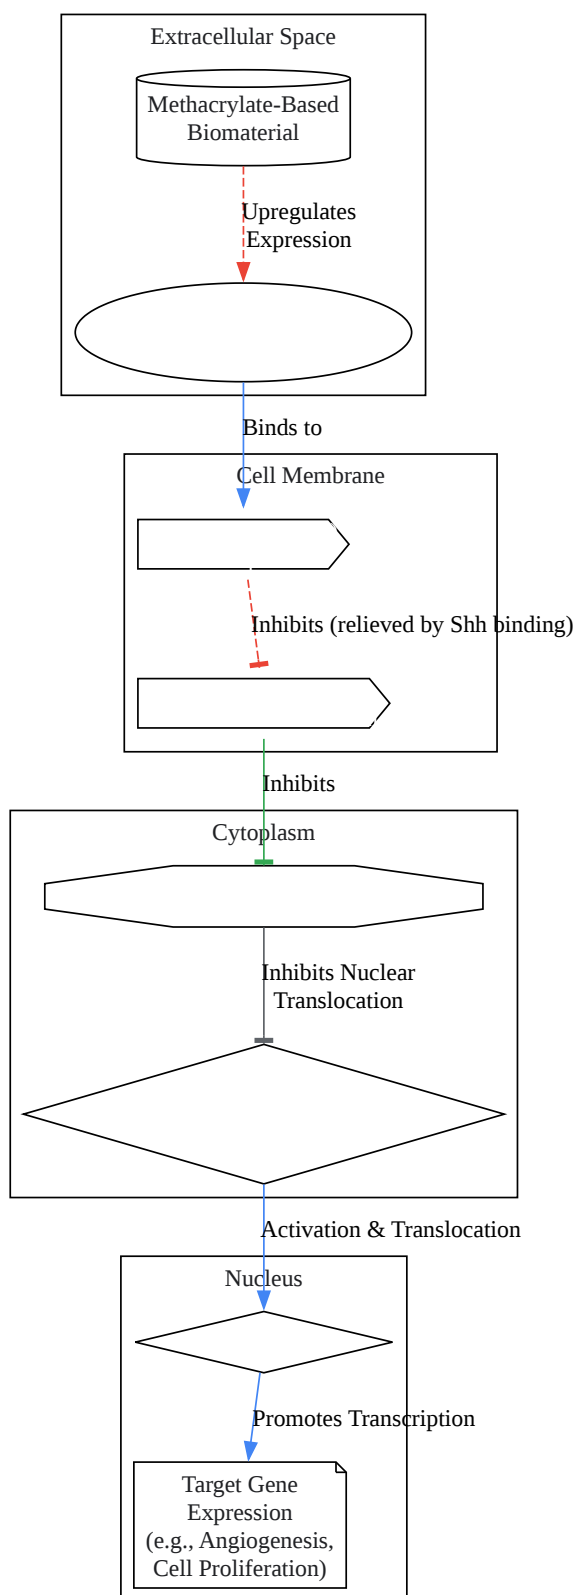 Extracellular Space
Methacrylate-Based
Biomaterial
Upregulates
Expression
Binds to
Cell Membrane
Inhibits (relieved by Shh binding)
Inhibits
Cytoplasm
Inhibits Nuclear
Translocation
Activation & Translocation
Nucleus
Promotes Transcription
Target Gene
Expression
(e.g., Angiogenesis,
Cell Proliferation)